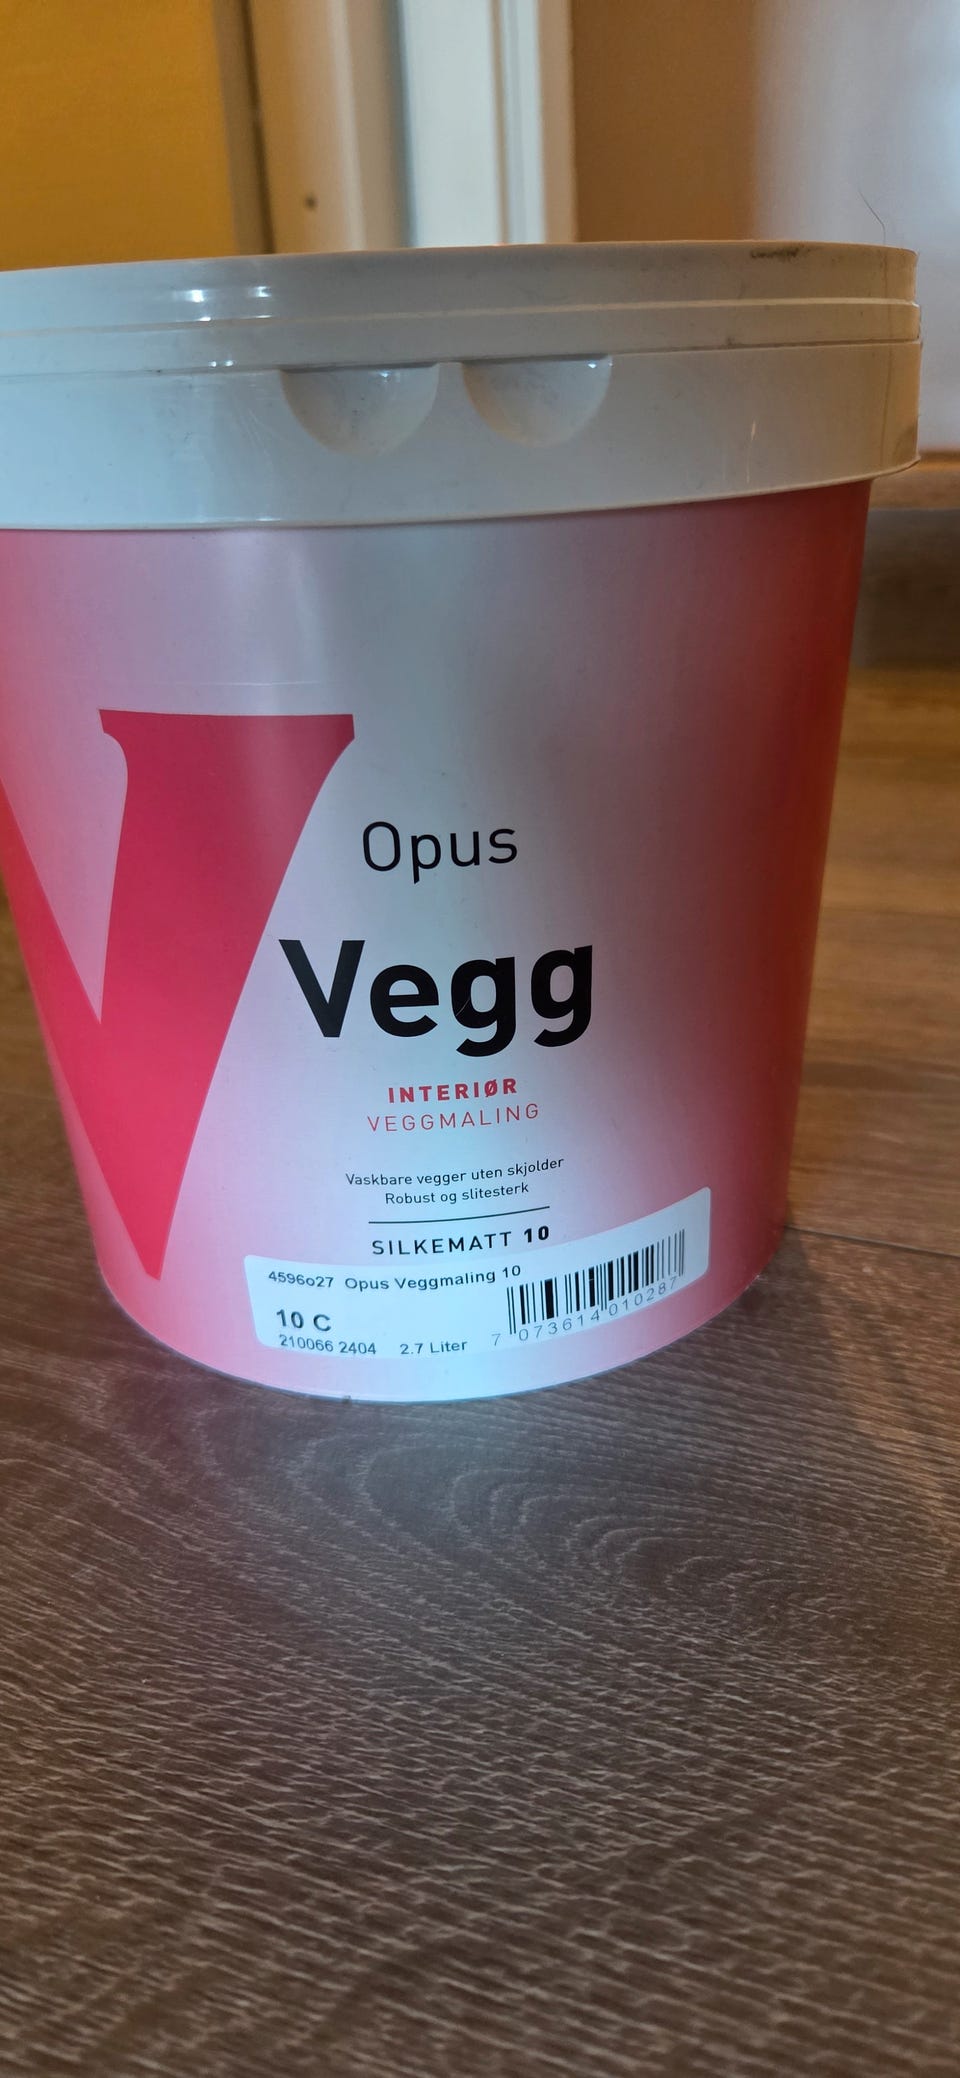 V
Opus
Vegg
INTERIØR
VEGGMALING
Vaskbare vegger uten skjolder
Robust og slitesterk
SILKEMATT 10
4596o27 Opus Veggmaling 10
10 C
210066 2404 2.7 Liter
7 073614 010287